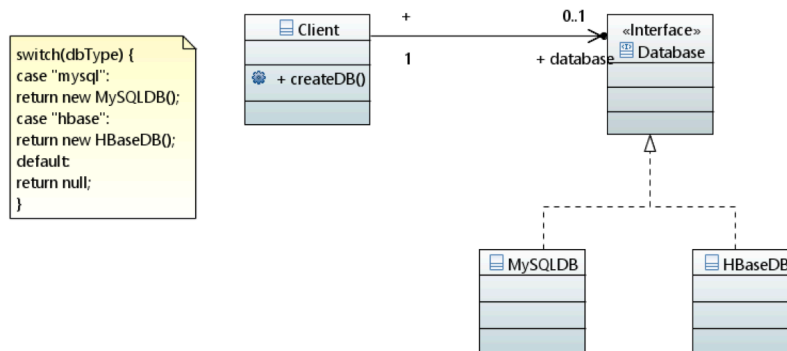 switch(dbType) {
case "mysql":
return new MySQLDB();
case "hbase":
return new HBaseDB();
default:
return null;
}
Client
+ createDB()
+
1
0..1
+ database
«Interface»
Database
MySQLDB
HBaseDB